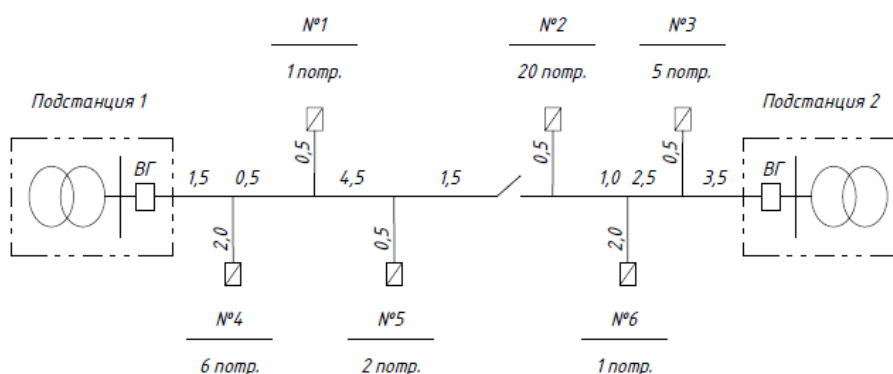 №1
1 потр.
№2
20 потр.
№3
5 потр.
Подстанция 1
Подстанция 2
ВГ
1,5
0,5
0,5
4,5
1,5
0,5
1,0
2,5
0,5
3,5
ВГ
2,0
0,5
2,0
№4
6 потр.
№5
2 потр.
№6
1 потр.